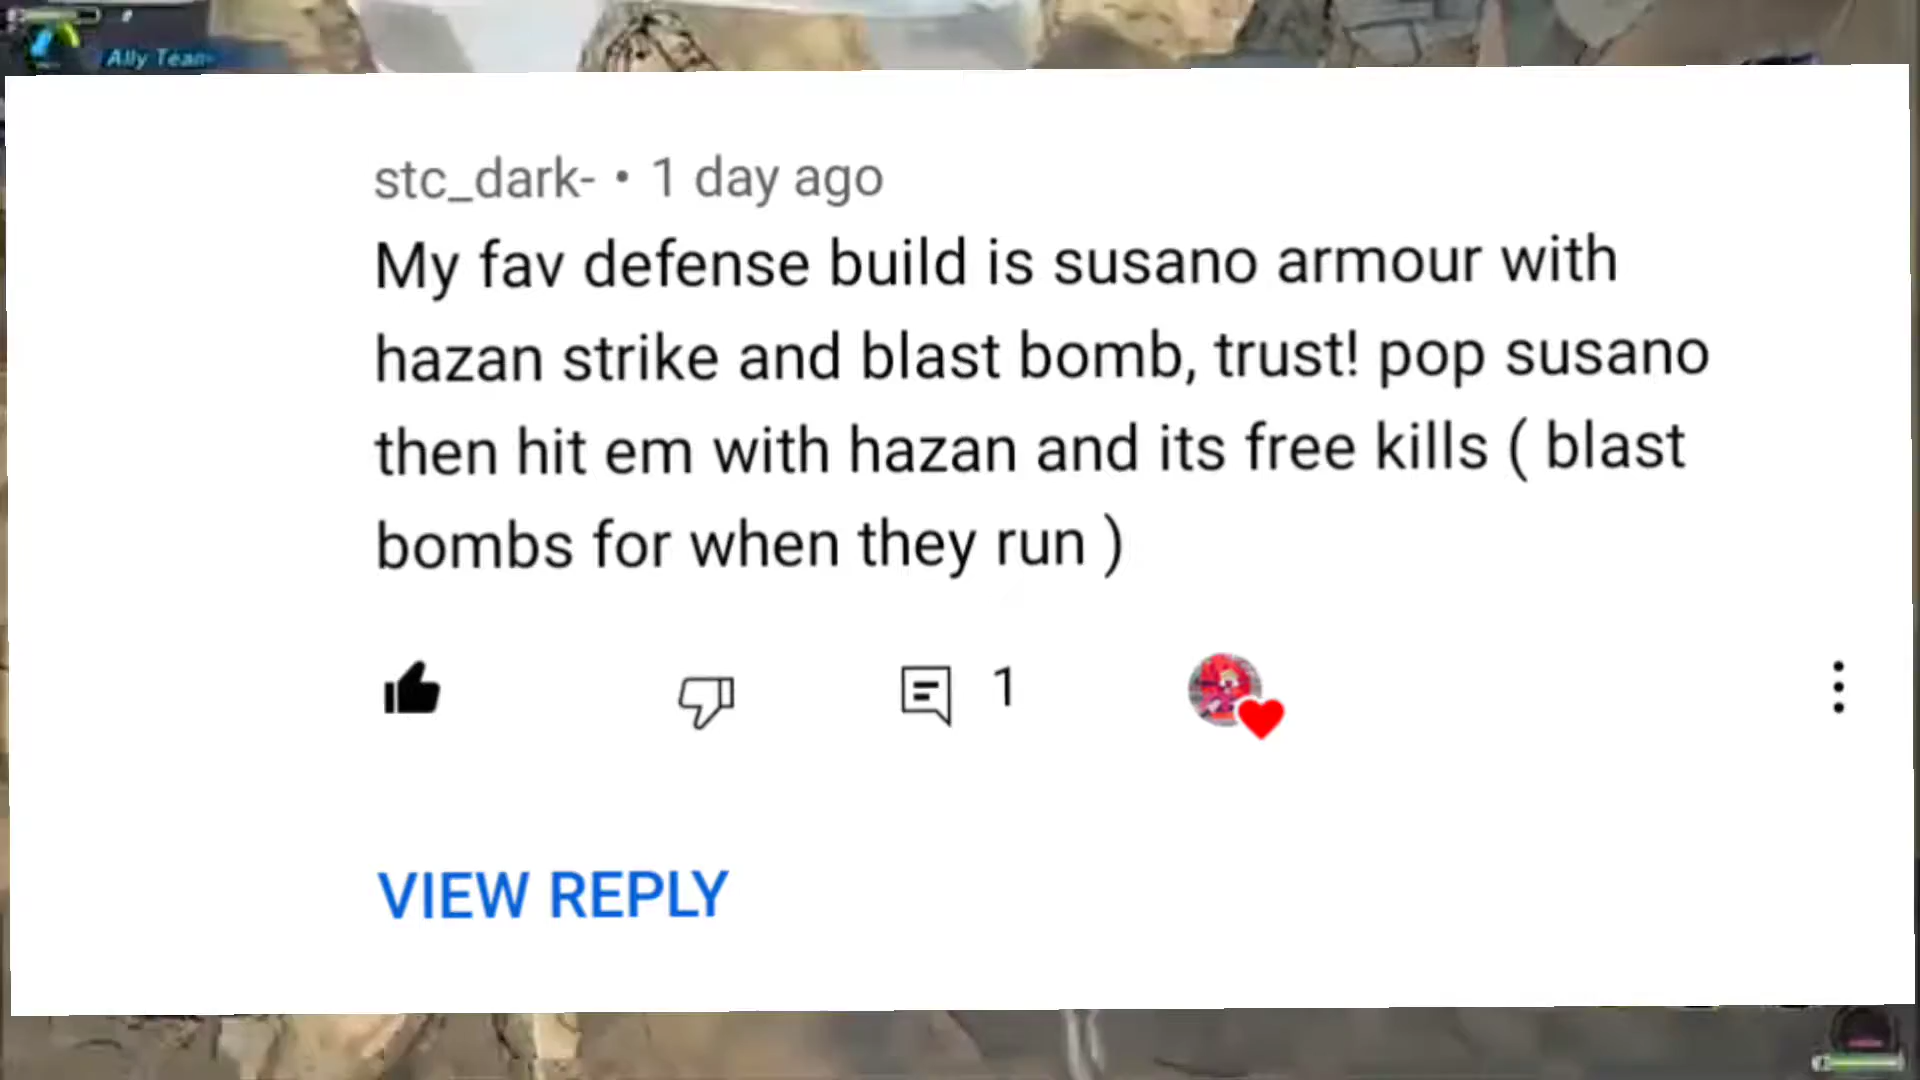 Ally Team
stc_dark- • 1 day ago
My fav defense build is susano armour with
hazan strike and blast bomb, trust! pop susano
then hit em with hazan and its free kills ( blast
bombs for when they run )
1
VIEW REPLY